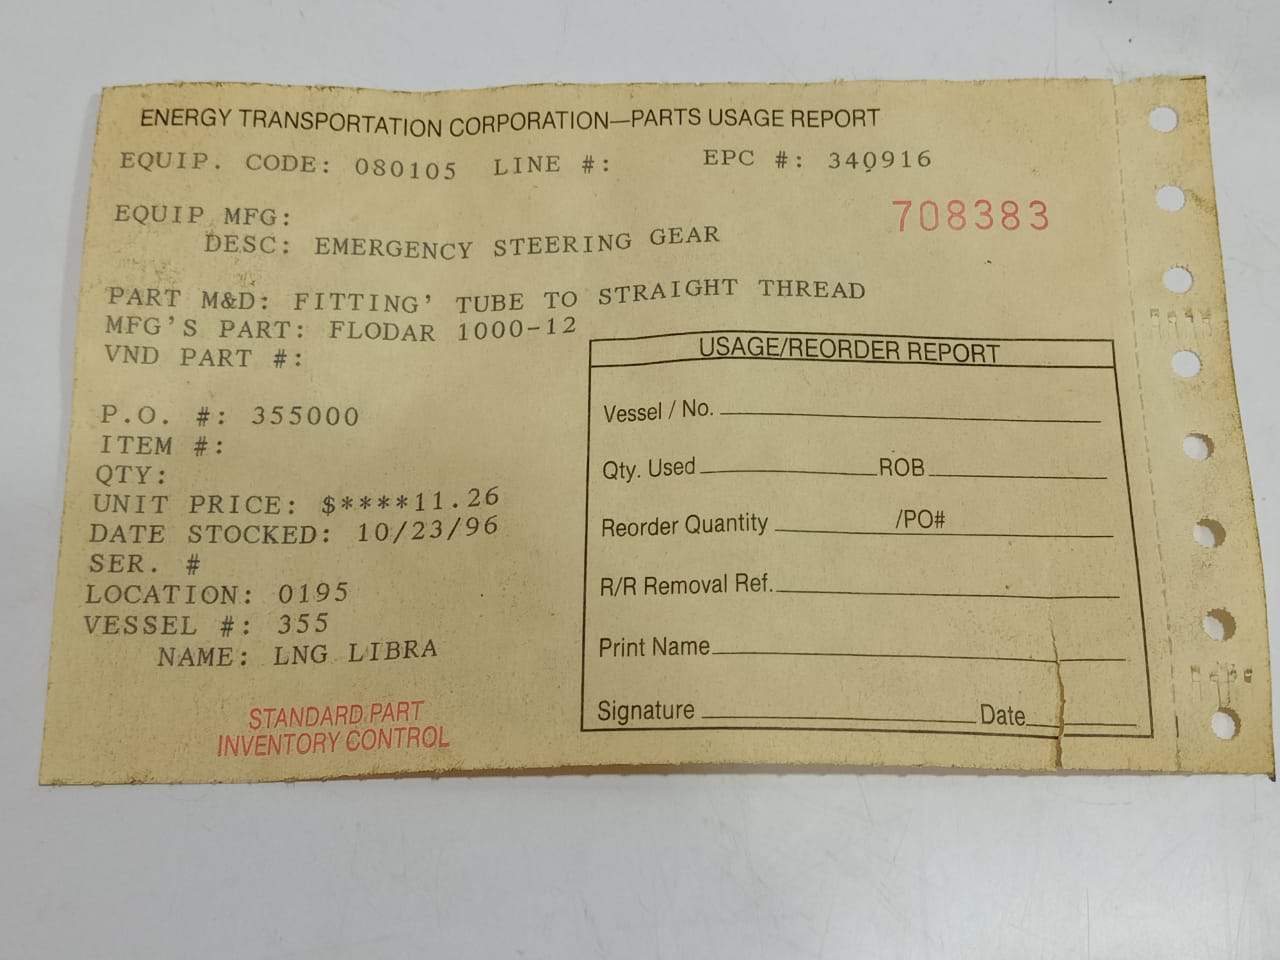 ENERGY TRANSPORTATION CORPORATION—PARTS USAGE REPORT
EQUIP. CODE: 080105 LINE #: EPC #: 340916
708383
EQUIP MFG:
DESC: EMERGENCY STEERING GEAR
PART M&D: FITTING' TUBE TO STRAIGHT THREAD
MFG'S PART: FLODAR 1000-12
VND PART #:
P.O. #: 355000
ITEM #:
QTY:
UNIT PRICE: $****11.26
DATE STOCKED: 10/23/96
SER. #
LOCATION: 0195
VESSEL #: 355
NAME: LNG LIBRA
STANDARD PART
INVENTORY CONTROL
USAGE/REORDER REPORT
Vessel / No.
Qty. Used ROB
Reorder Quantity /PO#
R/R Removal Ref.
Print Name
Signature Date